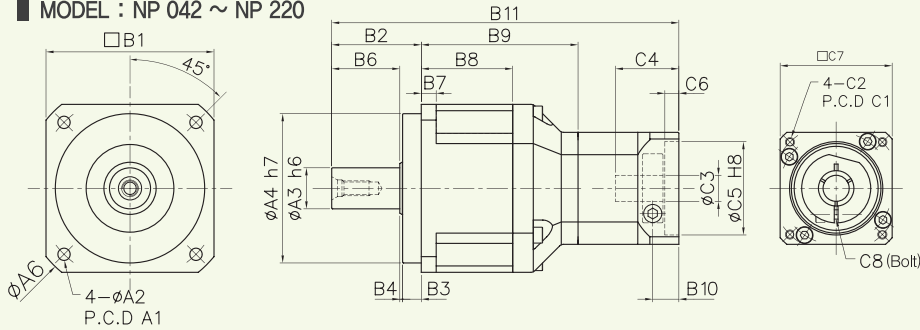 MODEL : NP 042 ～ NP 220
□B1
45°
ØA6
4-ØA2
P.C.D A1
B11
B2
B9
B6
B8
C4
B7
C6
ØA4 h7
ØA3 h6
ØC3
ØC5 H8
B4
B3
B10
□C7
4-C2
P.C.D C1
C8 (Bolt)